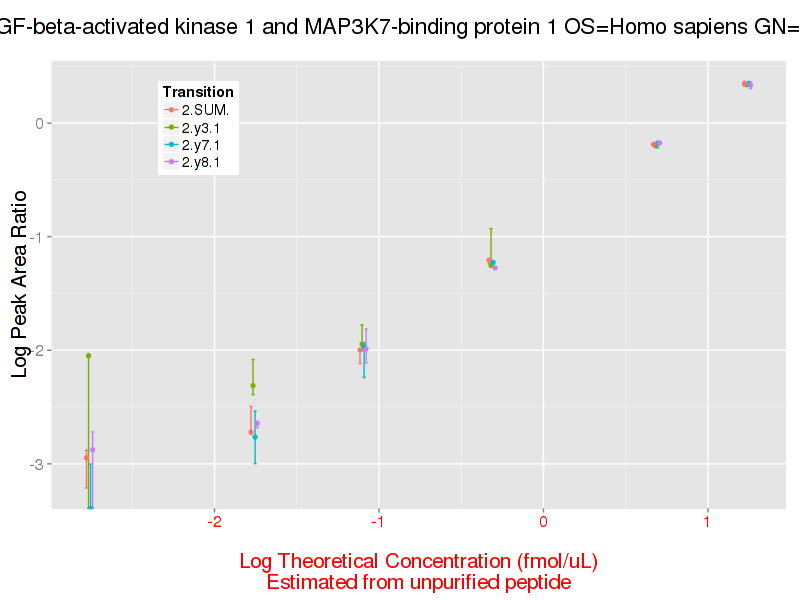 GF-beta-activated kinase 1 and MAP3K7-binding protein 1 OS=Homo sapiens GN=
Transition
2.SUM.
2.y3.1
2.y7.1
2.y8.1
Log Peak Area Ratio
0
-1
-2
-3
-2
-1
0
1
Log Theoretical Concentration (fmol/uL)
Estimated from unpurified peptide